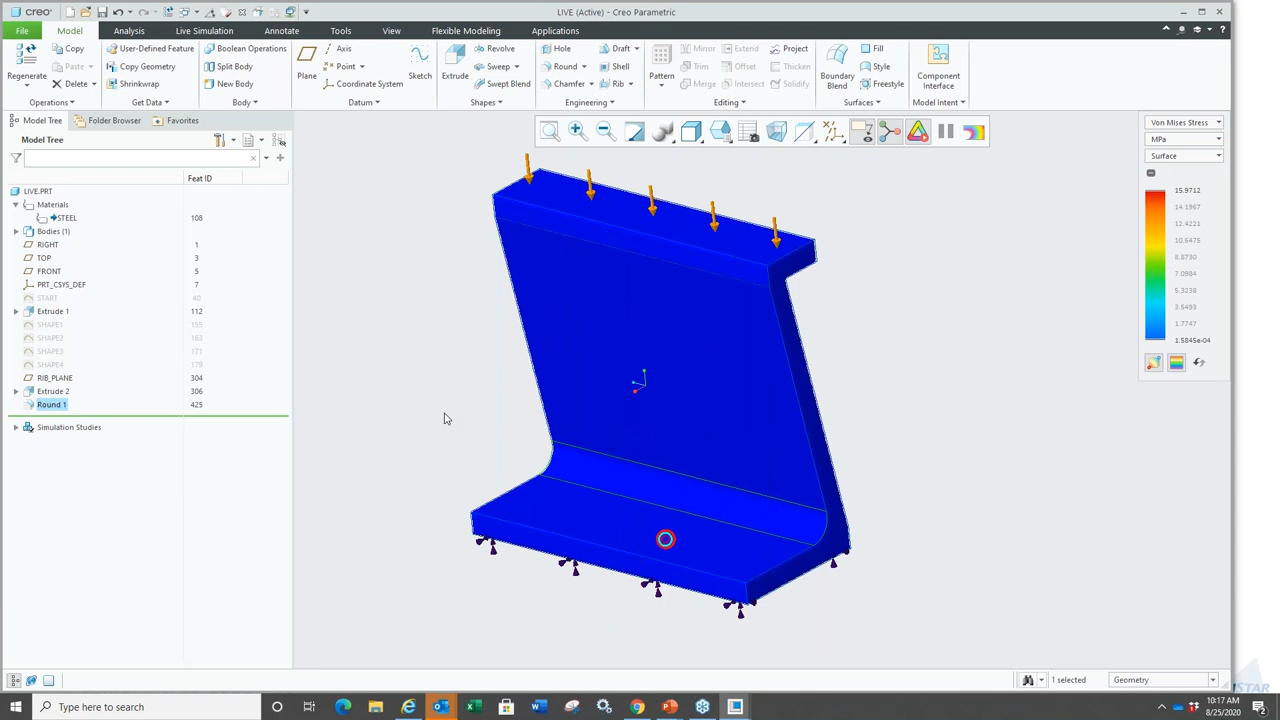 creo LIVE (Active) - Creo Parametric
File Model Analysis Live Simulation Annotate Tools View Flexible Modeling Applications
Regenerate Copy Paste Delete User-Defined Feature Copy Geometry Shrinkwrap Boolean Operations Split Body New Body Plane Axis Point Coordinate System Sketch Extrude Revolve Sweep Swept Blend Hole Round Chamfer Draft Shell Rib Pattern Mirror Trim Merge Extend Offset Intersect Project Thicken Solidify Boundary Blend Fill Style Freestyle Component Interface
Operations Get Data Body Datum Shapes Engineering Editing Surfaces Model Intent
Model Tree Folder Browser Favorites
Model Tree
Feat ID
LIVE.PRT
Materials
STEEL 108
Bodies (1)
RIGHT 1
TOP 3
FRONT 5
PRT_CSYS_DEF 7
START 40
Extrude 1 112
SHAPE1 155
SHAPE2 163
SHAPE3 171
SHAPE4 179
RIB_PLANE 304
Extrude 2 306
Round 1 425
Simulation Studies
Von Mises Stress
MPa
Surface
15.9712
14.1967
12.4221
10.6475
8.8730
7.0984
5.3238
3.5493
1.7747
1.5845e-04
1 selected Geometry
Type here to search
10:17 AM
8/25/2020
2